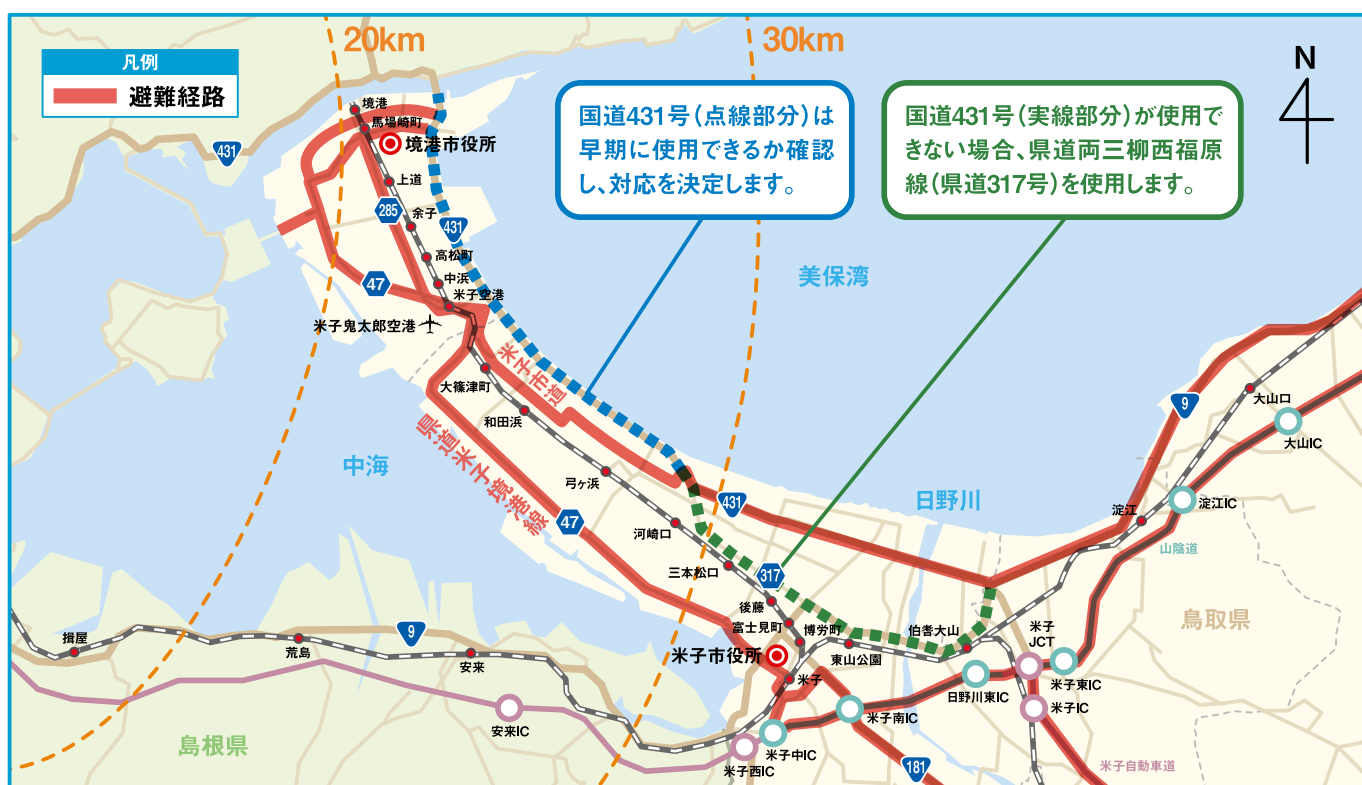 20km
30km
凡例
避難経路
N
国道431号(点線部分)は
早期に使用できるか確認
し、対応を決定します。
国道431号(実線部分)が使用で
きない場合、県道両三柳西福原
線(県道317号)を使用します。
境港
馬場崎町
境港市役所
431
上道
285
余子
431
高松町
47
中浜
米子空港
米子鬼太郎空港
美保湾
米子市道
大篠津町
和田浜
県道米子境港線
中海
弓ヶ浜
47
河崎口
431
日野川
9
大山口
大山IC
淀江
淀江IC
山陰道
三本松口
317
後藤
富士見町
博労町
米子市役所
東山公園
伯耆大山
米子
JCT
鳥取県
米子東IC
日野川東IC
米子IC
米子
米子南IC
米子中IC
米子西IC
181
米子自動車道
揖屋
荒島
9
安来
安来IC
島根県